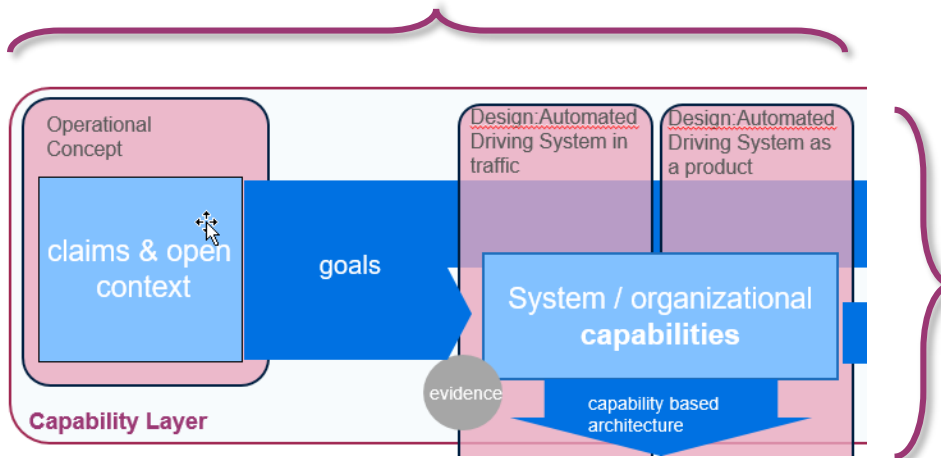 Operational
Concept
claims & open
context
goals
Design:Automated
Driving System in
traffic
Design:Automated
Driving System as
a product
System / organizational
capabilities
evidence
capability based
architecture
Capability Layer